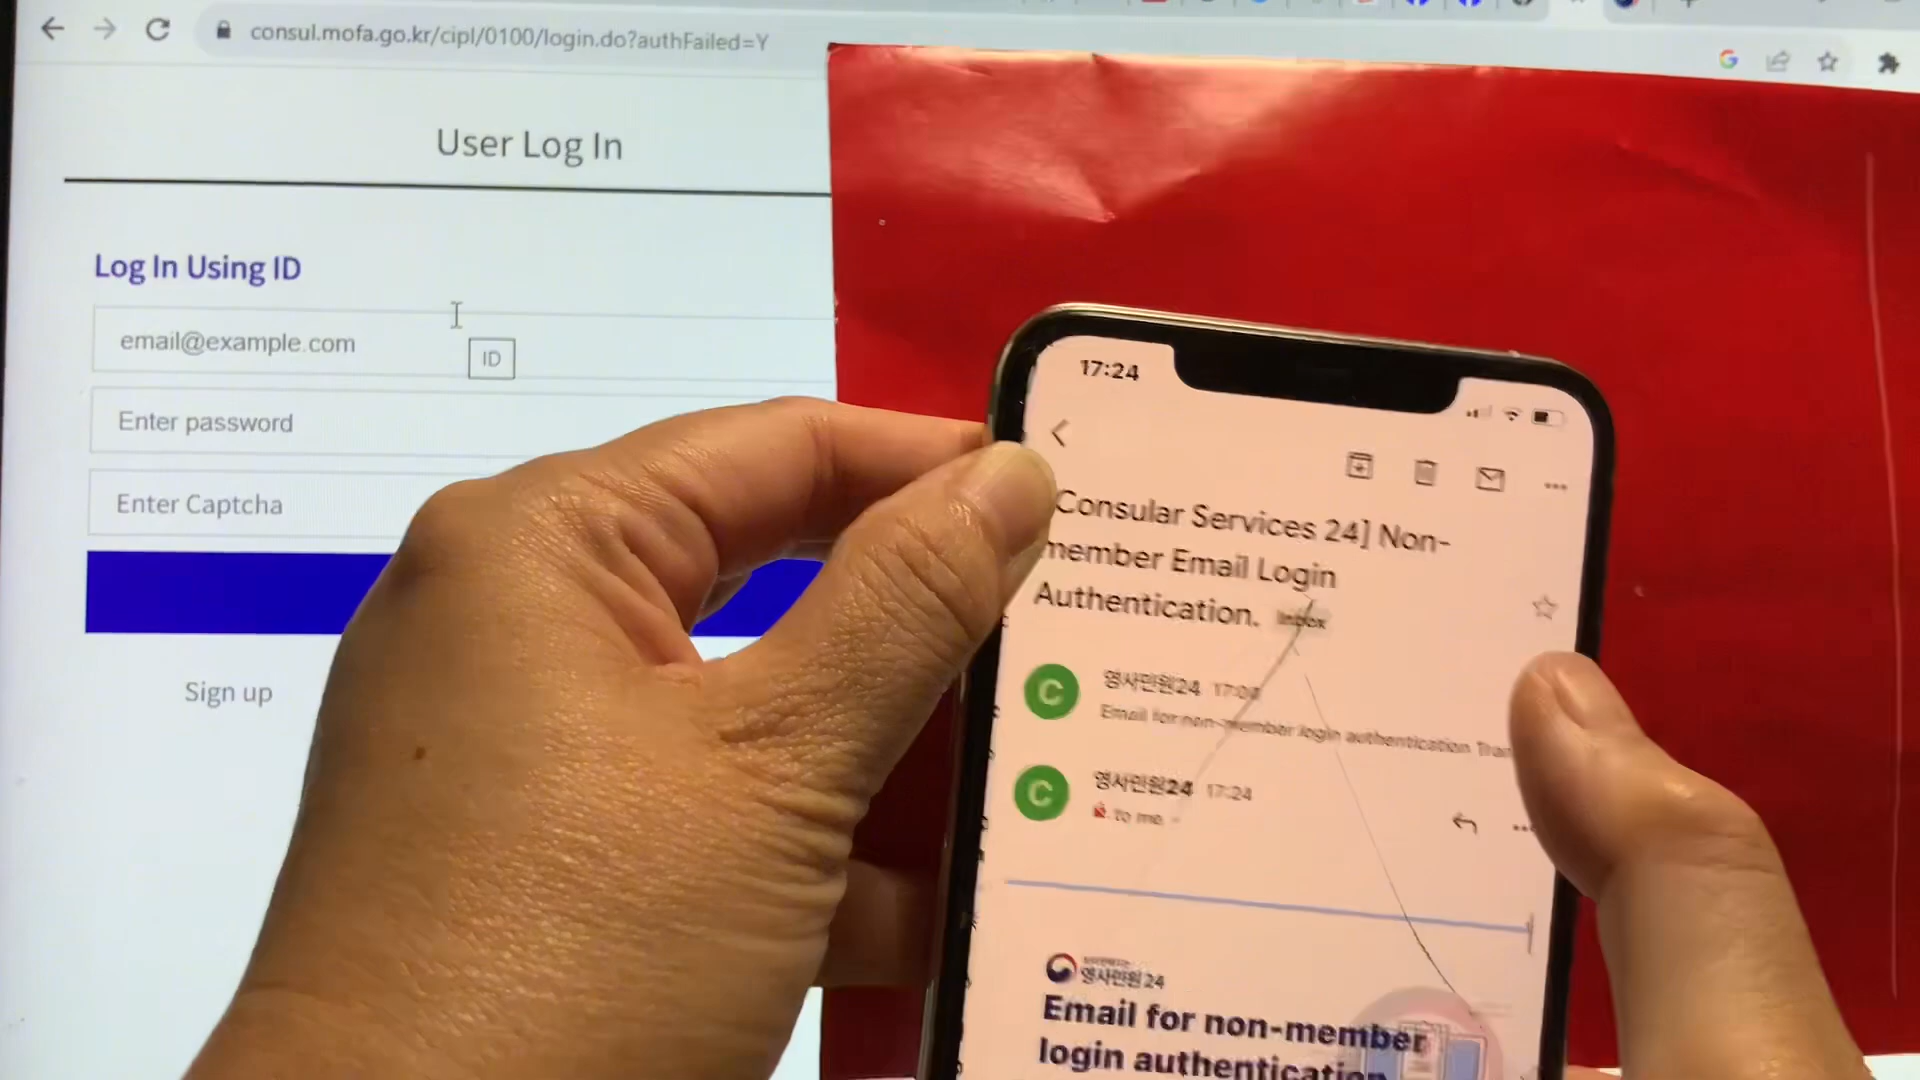 consul.mofa.go.kr/cipl/0100/login.do?authFailed=Y
User Log In
Log In Using ID
email@example.com
ID
Enter password
Enter Captcha
Sign up
17:24
Consular Services 24] Non-
member Email Login
Authentication. Inbox
C
영사민원24
Email for non-member login authentication
C
영사민원24 17:24
to me
영사민원24
Email for non-member
login authentication